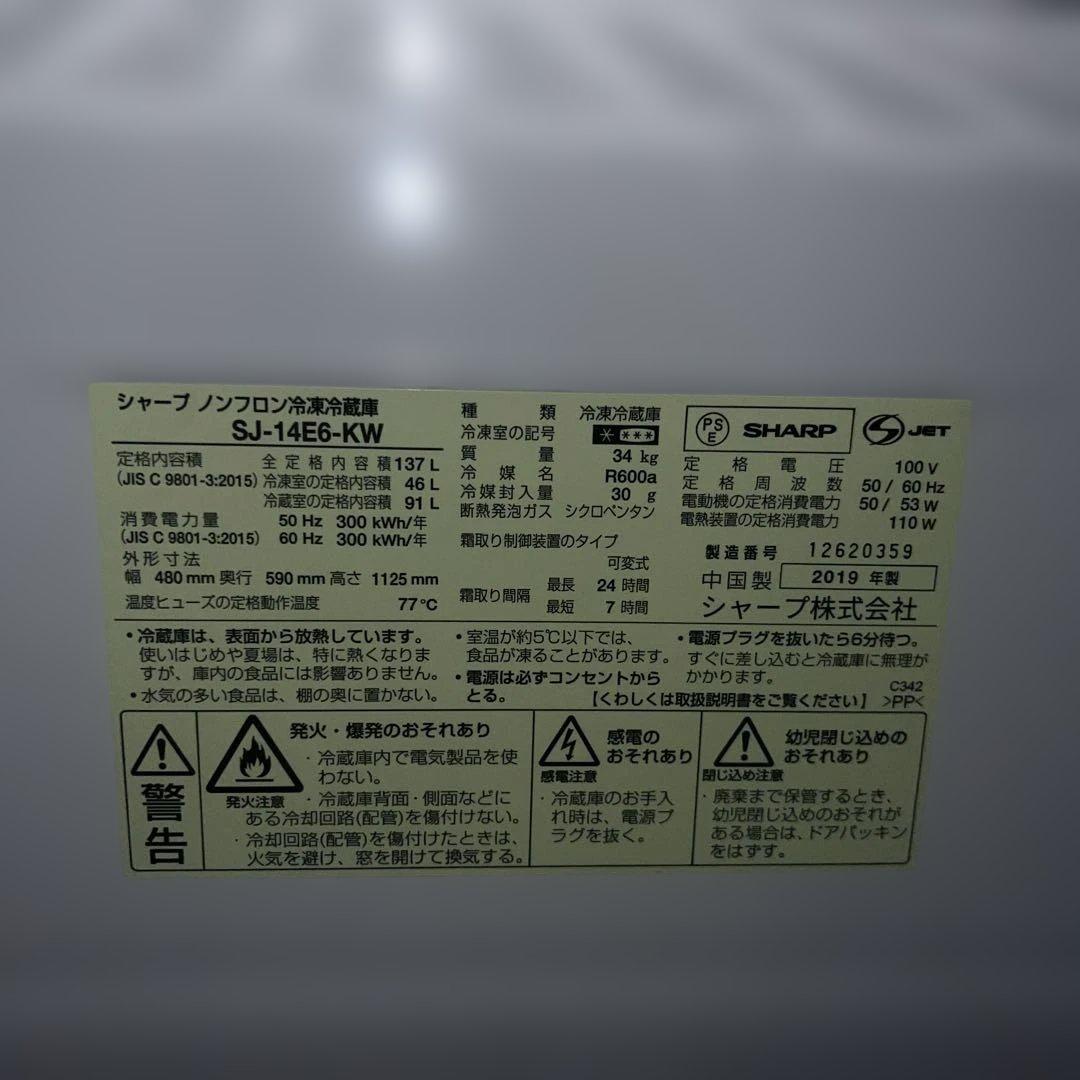 シャープ ノンフロン冷凍冷蔵庫
SJ-14E6-KW
定格内容積 全定格内容積 137 L
(JIS C 9801-3:2015) 冷凍室の定格内容積 46 L
冷蔵室の定格内容積 91 L
消費電力量 50 Hz 300 kWh/年
(JIS C 9801-3:2015) 60 Hz 300 kWh/年
外形寸法
幅 480 mm 奥行 590 mm 高さ 1125 mm
温度ヒューズの定格動作温度 77℃
種類 冷凍冷蔵庫
冷凍室の記号 * ***
質量 34 kg
冷媒名 R600a
冷媒封入量 30 g
断熱発泡ガス シクロペンタン
霜取り制御装置のタイプ
可変式
霜取り間隔 最長 24 時間
最短 7 時間
PS E SHARP S JET
定格電圧 100 V
定格周波数 50 / 60 Hz
電動機の定格消費電力 50 / 53 W
電熱装置の定格消費電力 110 W
製造番号 12620359
中国製 2019 年製
シャープ株式会社
・冷蔵庫は、表面から放熱しています。
使いはじめや夏場は、特に熱くなりま
すが、庫内の食品には影響ありません。
・水気の多い食品は、棚の奥に置かない。
・室温が約5℃以下では、
食品が凍ることがあります。
・電源は必ずコンセントから
とる。
・電源プラグを抜いたら6分待つ。
すぐに差し込むと冷蔵庫に無理が
かかります。
【くわしくは取扱説明書をご覧ください】
C342
>PP<
警告
発火注意
発火・爆発のおそれあり
・冷蔵庫内で電気製品を使
わない。
・冷蔵庫背面・側面などに
ある冷却回路(配管)を傷付けない。
・冷却回路(配管)を傷付けたときは、
火気を避け、窓を開けて換気する。
感電注意
感電の
おそれあり
・冷蔵庫のお手入
れ時は、電源プ
ラグを抜く。
閉じ込め注意
幼児閉じ込めの
おそれあり
・廃棄まで保管するとき、
幼児閉じ込めのおそれが
ある場合は、ドアパッキン
をはずす。